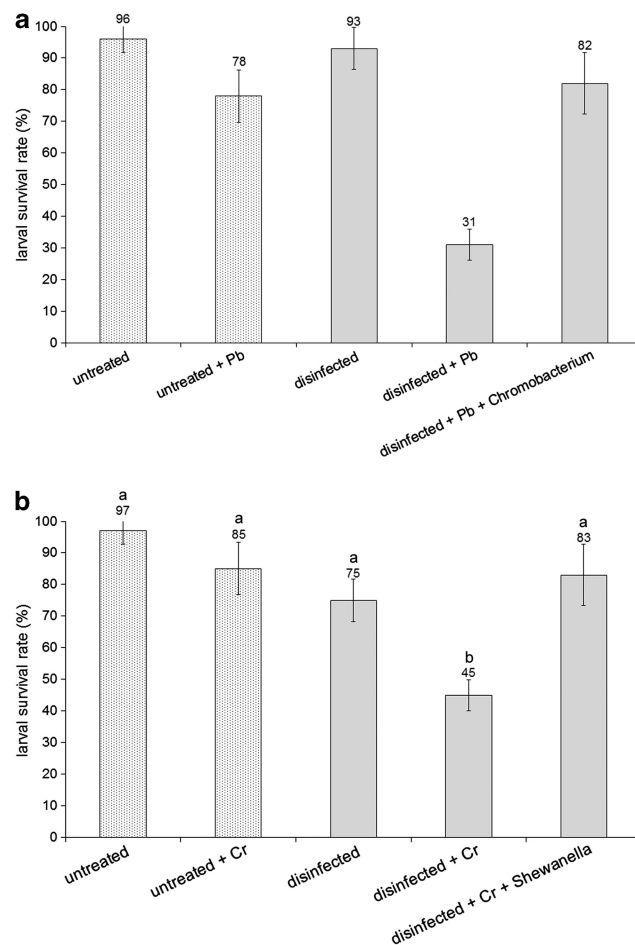 a
larval survival rate (%)
100
90
80
70
60
50
40
30
20
10
0
96
78
93
31
82
untreated
untreated + Pb
disinfected
disinfected + Pb
disinfected + Pb + Chromobacterium
b
larval survival rate (%)
100
90
80
70
60
50
40
30
20
10
0
a
97
a
85
a
75
b
45
a
83
untreated
untreated + Cr
disinfected
disinfected + Cr
disinfected + Cr + Shewanella